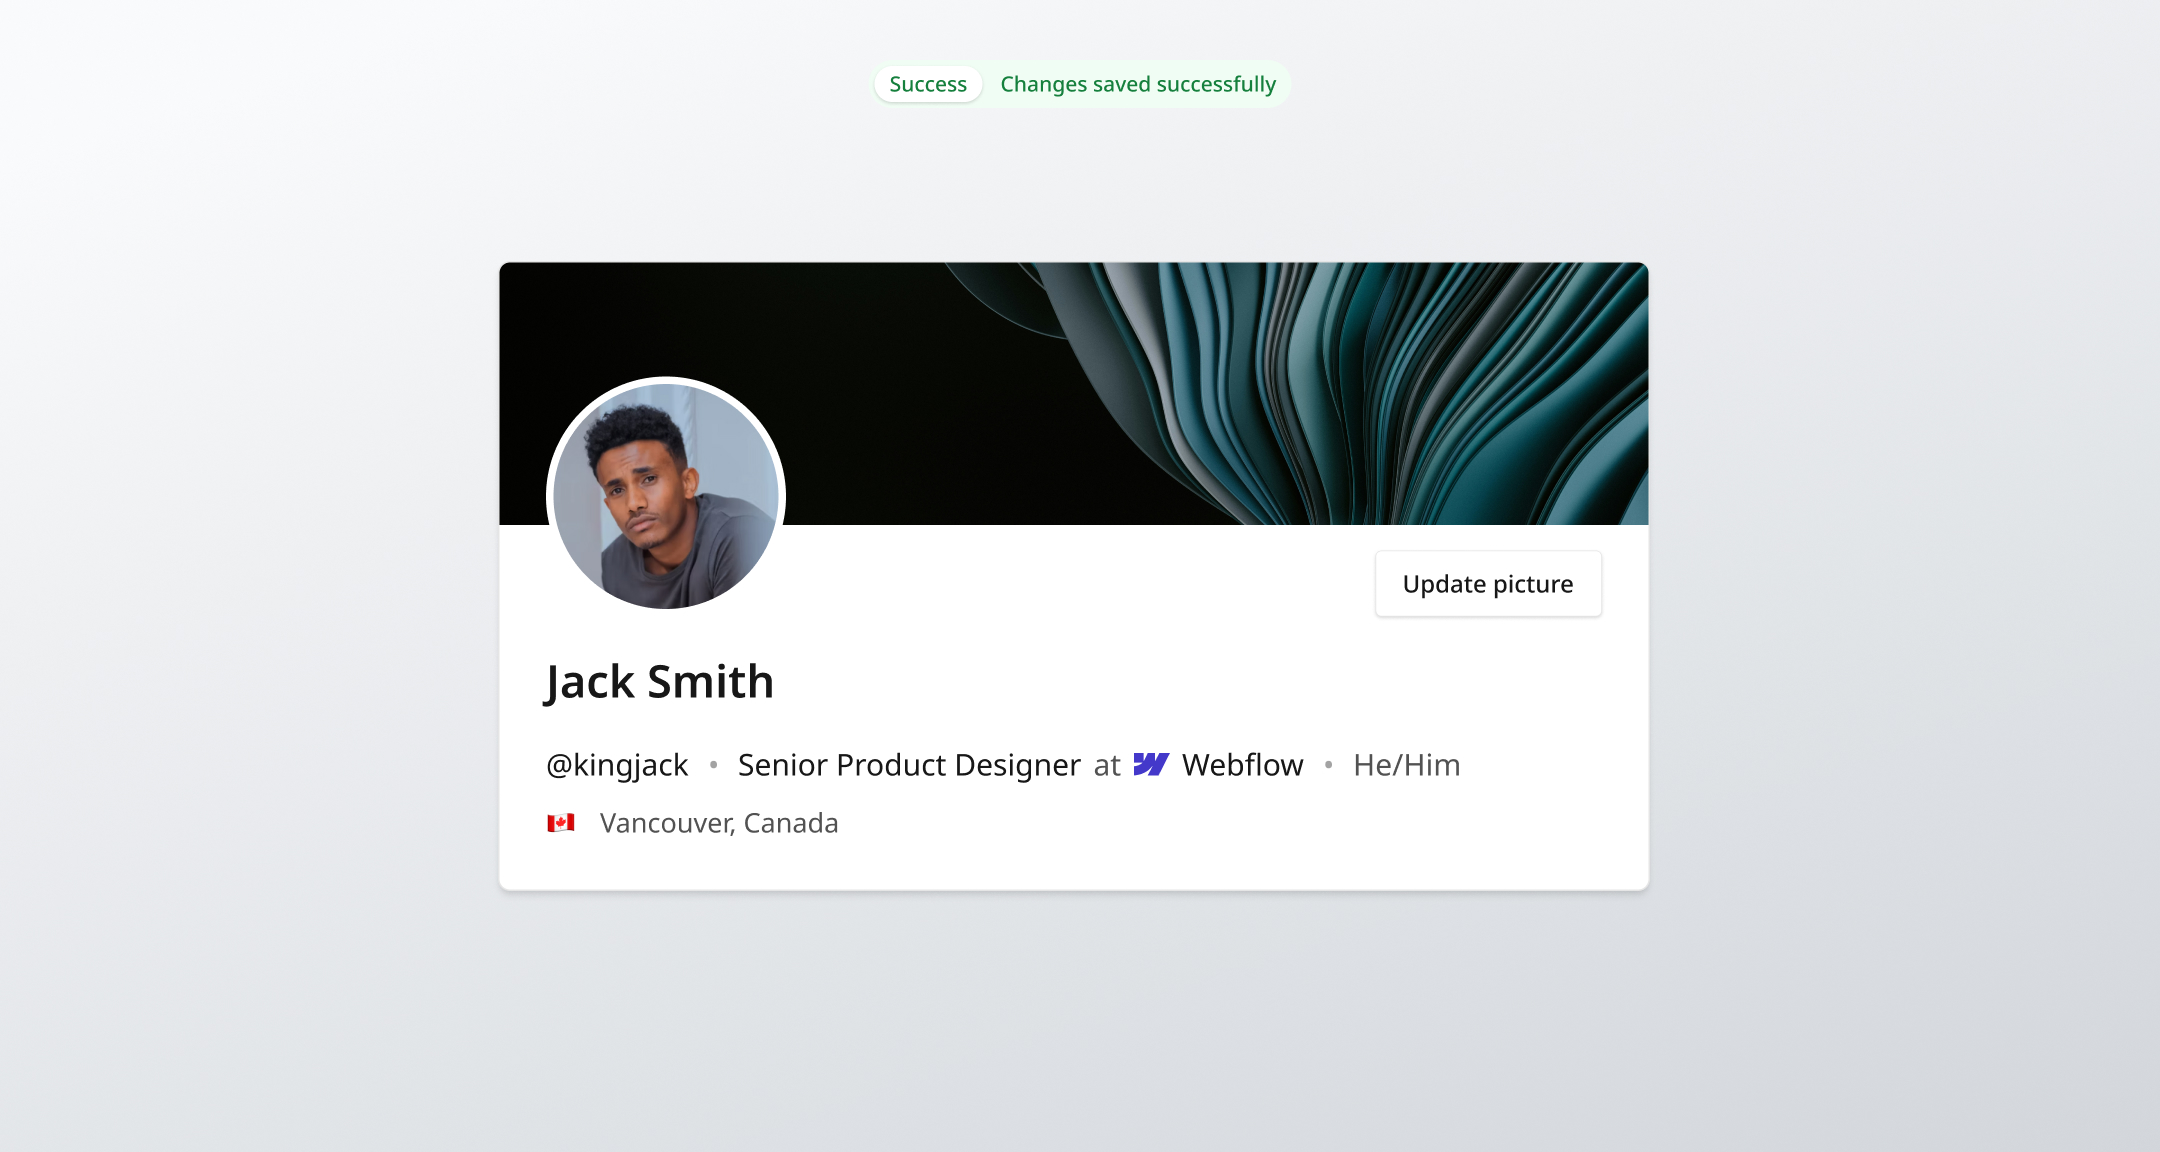 Success Changes saved successfully
Update picture
Jack Smith
@kingjack • Senior Product Designer at Webflow • He/Him
Vancouver, Canada